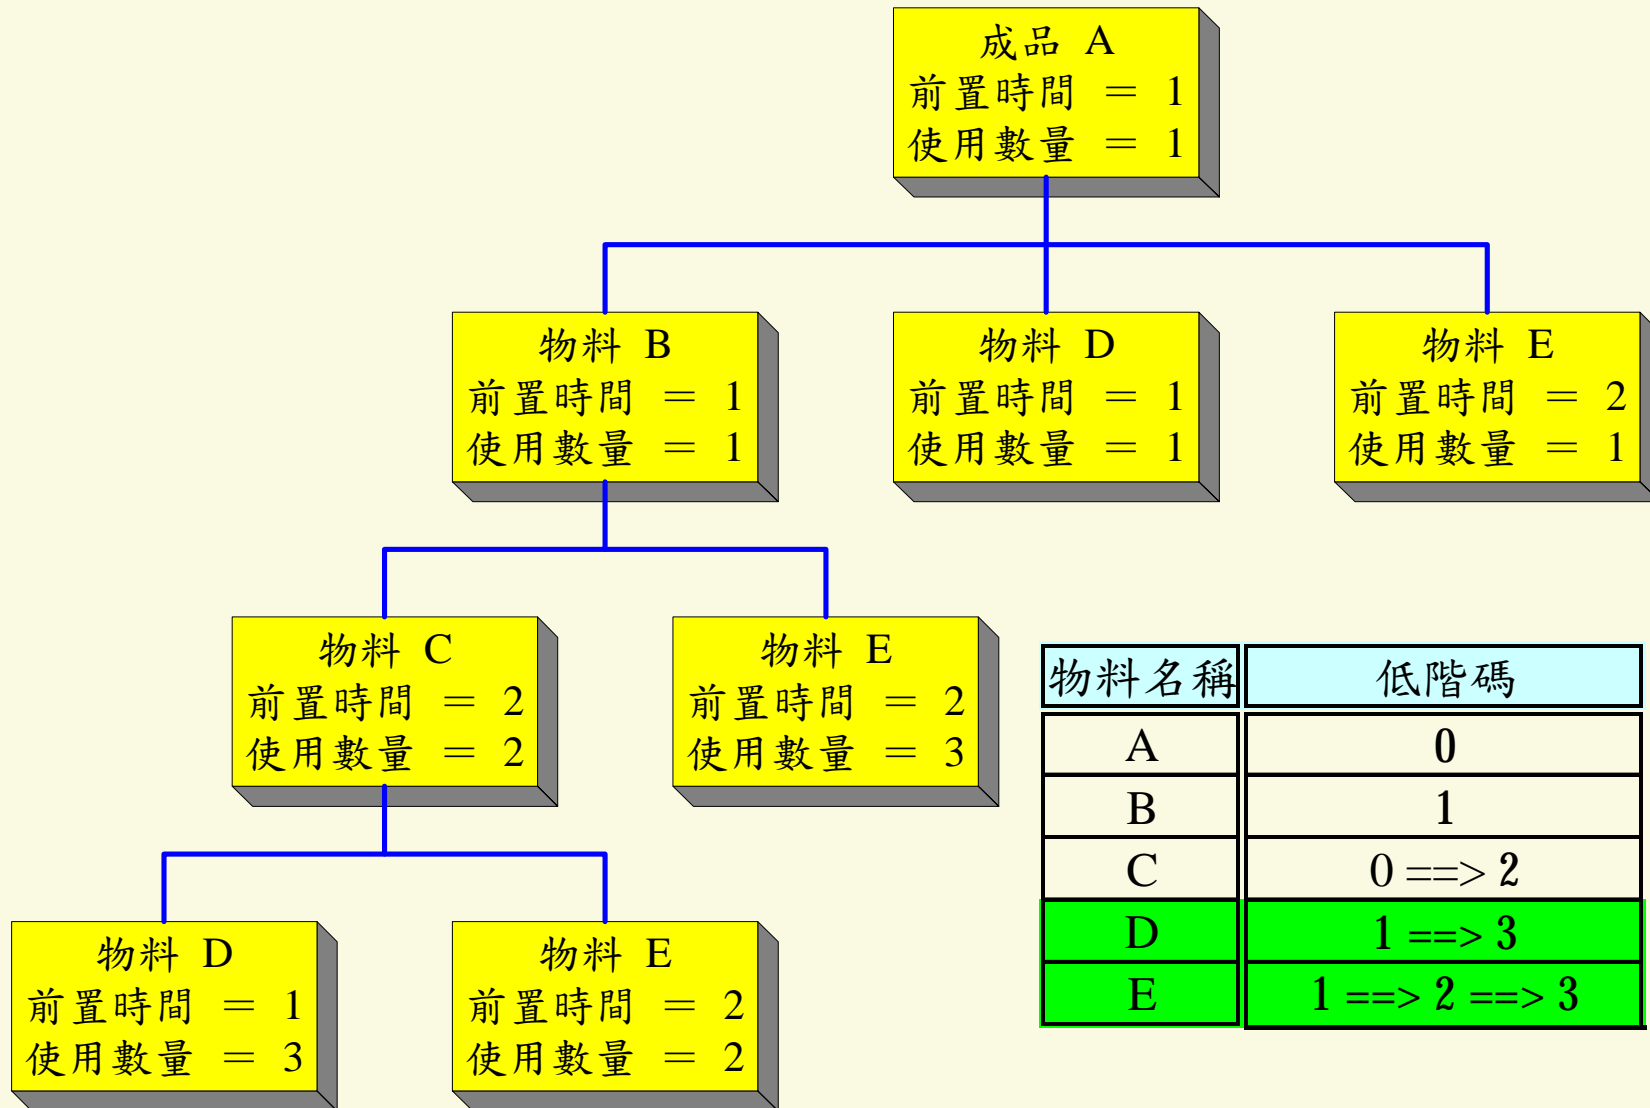 成品 A
前置時間 = 1
使用數量 = 1
物料 B
前置時間 = 1
使用數量 = 1
物料 D
前置時間 = 1
使用數量 = 1
物料 E
前置時間 = 2
使用數量 = 1
物料 C
前置時間 = 2
使用數量 = 2
物料 E
前置時間 = 2
使用數量 = 3
物料 D
前置時間 = 1
使用數量 = 3
物料 E
前置時間 = 2
使用數量 = 2
物料名稱 低階碼
A 0
B 1
C 0 ==> 2
D 1 ==> 3
E 1 ==> 2 ==> 3